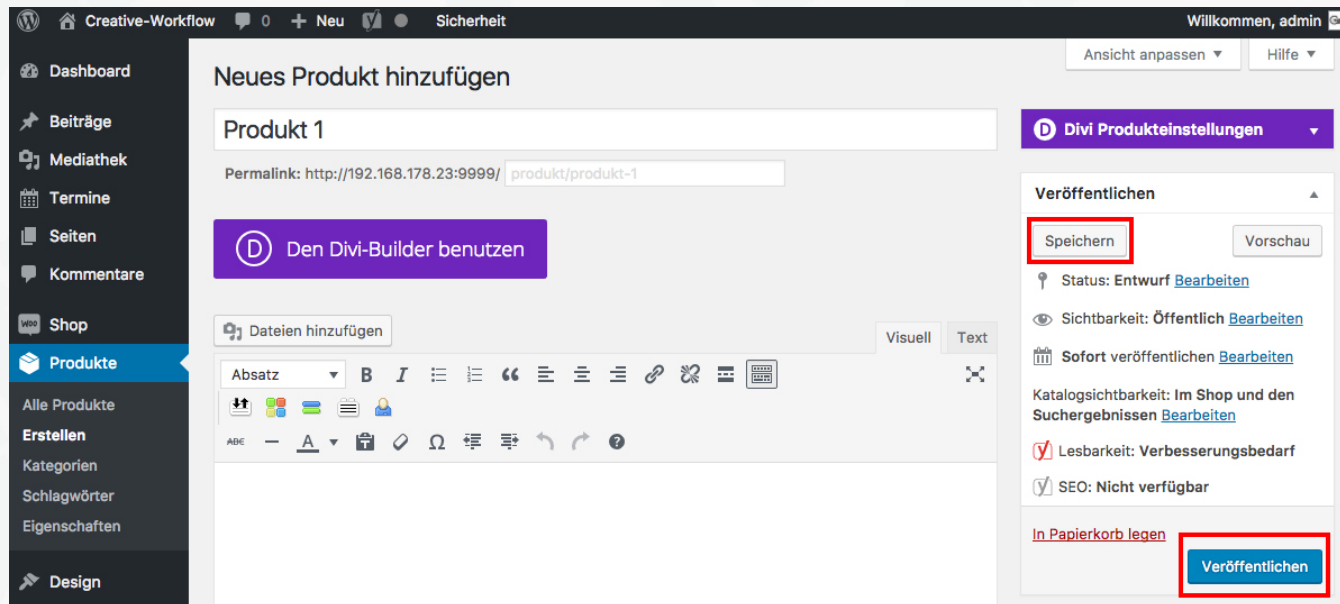 Creative-Workflow 0 + Neu Sicherheit Willkommen, admin
Ansicht anpassen ▼ Hilfe ▼
Dashboard
Beiträge
Mediathek
Termine
Seiten
Kommentare
Woo Shop
Produkte
Alle Produkte
Erstellen
Kategorien
Schlagwörter
Eigenschaften
Design
Neues Produkt hinzufügen
Produkt 1
Permalink: http://192.168.178.23:9999/ produkt/produkt-1
D Den Divi-Builder benutzen
Dateien hinzufügen
Visuell Text
Absatz ▼ B I
ABE — A ▼ Ω
D Divi Produkteinstellungen ▼
Veröffentlichen ▲
Speichern Vorschau
Status: Entwurf Bearbeiten
Sichtbarkeit: Öffentlich Bearbeiten
Sofort veröffentlichen Bearbeiten
Katalogsichtbarkeit: Im Shop und den
Suchergebnissen Bearbeiten
Lesbarkeit: Verbesserungsbedarf
SEO: Nicht verfügbar
In Papierkorb legen
Veröffentlichen